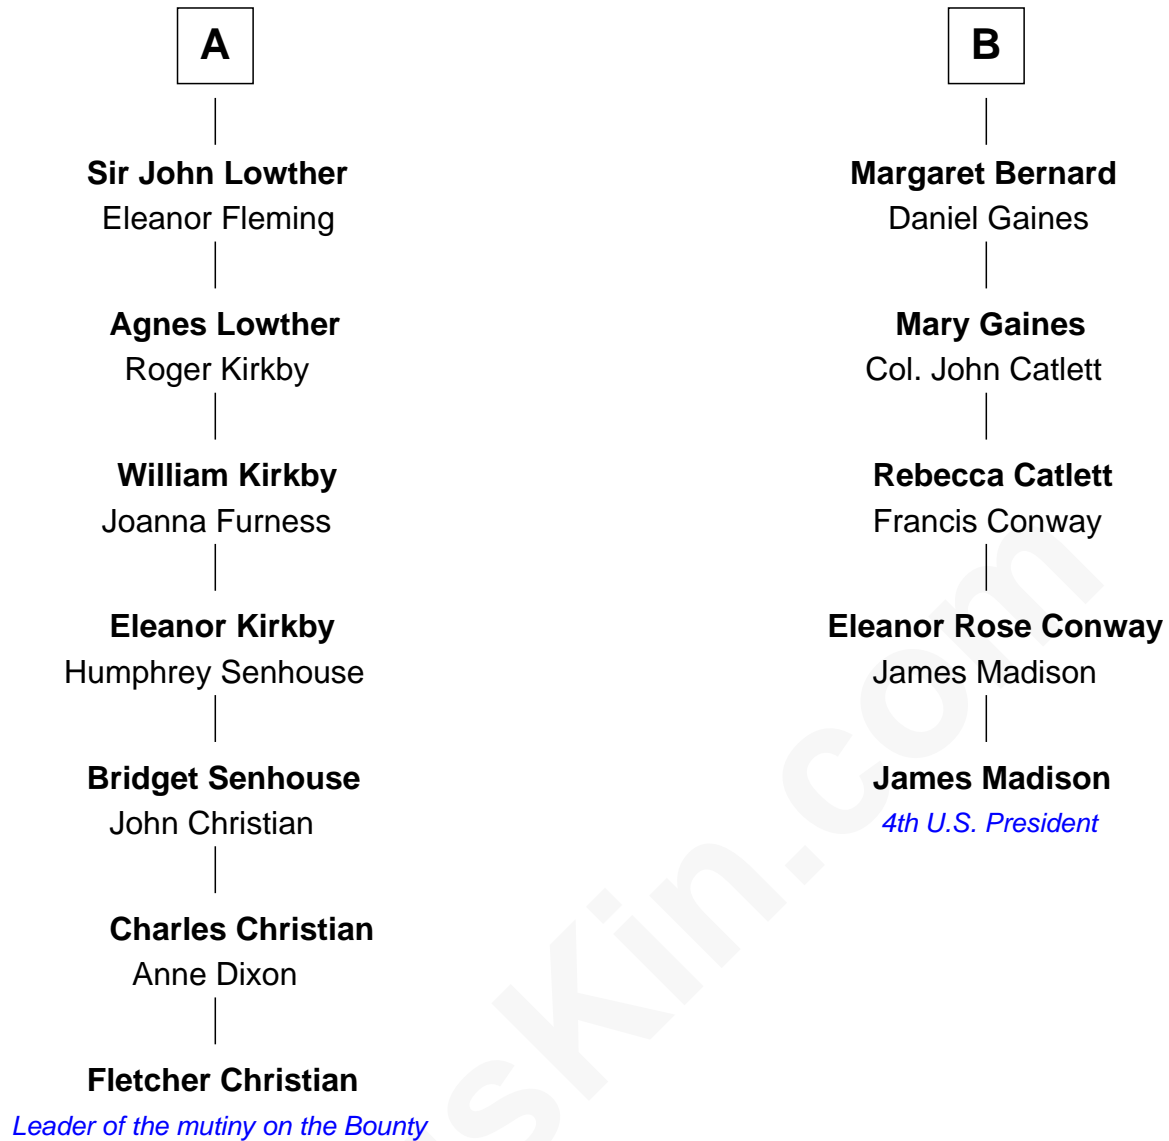 A
Sir John Lowther
Eleanor Fleming
Agnes Lowther
Roger Kirkby
William Kirkby
Joanna Furness
Eleanor Kirkby
Humphrey Senhouse
Bridget Senhouse
John Christian
Charles Christian
Anne Dixon
Fletcher Christian
Leader of the mutiny on the Bounty
B
Margaret Bernard
Daniel Gaines
Mary Gaines
Col. John Catlett
Rebecca Catlett
Francis Conway
Eleanor Rose Conway
James Madison
James Madison
4th U.S. President
sKin.com